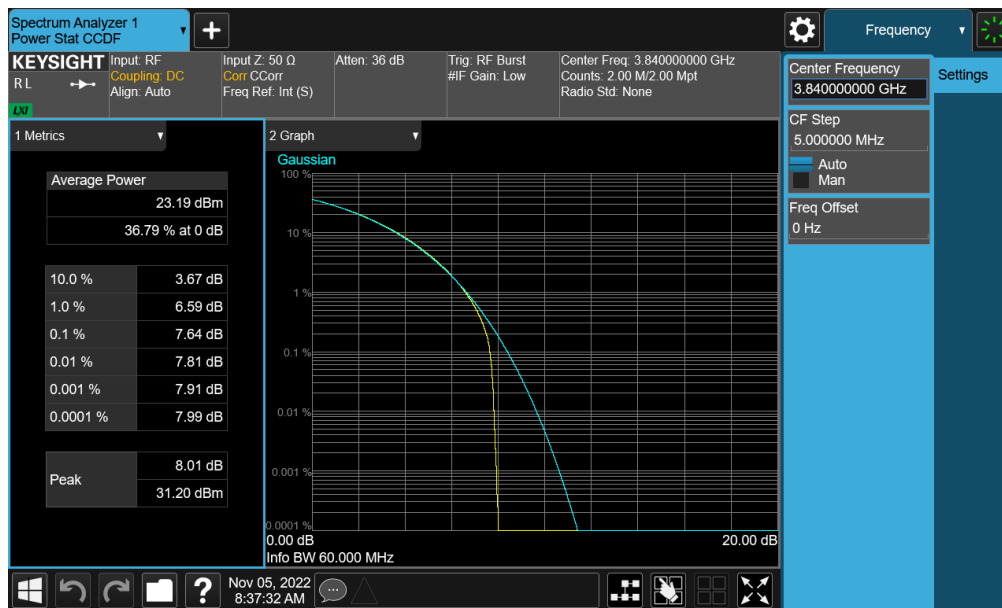 Spectrum Analyzer 1
Power Stat CCDF
+
Frequency
KEYSIGHT
R L
LXI
Input: RF
Coupling: DC
Align: Auto
Input Z: 50 Ω
Corr CCorr
Freq Ref: Int (S)
Atten: 36 dB
Trig: RF Burst
#IF Gain: Low
Center Freq: 3.840000000 GHz
Counts: 2.00 M/2.00 Mpt
Radio Std: None
Center Frequency
3.840000000 GHz
Settings
CF Step
5.000000 MHz
Auto
Man
Freq Offset
0 Hz
1 Metrics
Average Power
23.19 dBm
36.79 % at 0 dB
10.0 % 3.67 dB
1.0 % 6.59 dB
0.1 % 7.64 dB
0.01 % 7.81 dB
0.001 % 7.91 dB
0.0001 % 7.99 dB
Peak
8.01 dB
31.20 dBm
2 Graph
Gaussian
100 %
10 %
1 %
0.1 %
0.01 %
0.001 %
0.0001 %
0.00 dB 20.00 dB
Info BW 60.000 MHz
?
Nov 05, 2022
8:37:32 AM